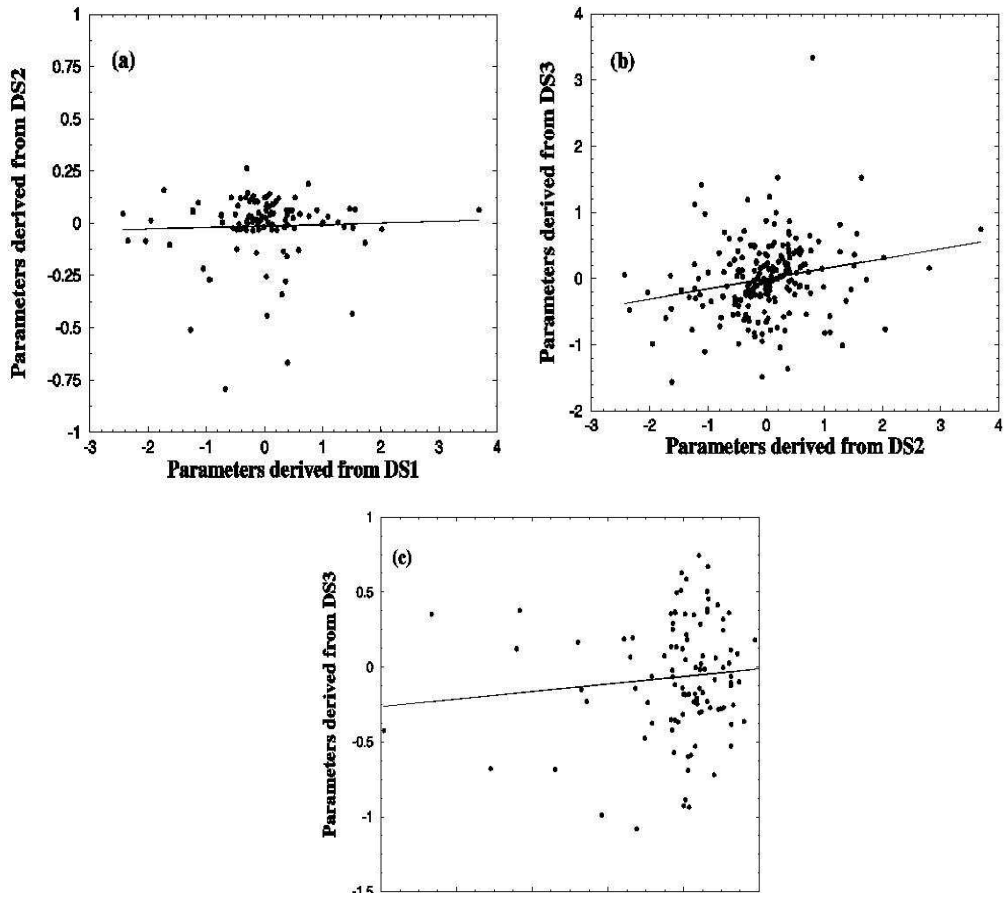 1
0.75
0.5
0.25
0
-0.25
-0.5
-0.75
-1
(a)
Parameters derived from DS2
-3 -2 -1 0 1 2 3 4
Parameters derived from DS1
4
3
2
1
0
-1
-2
(b)
Parameters derived from DS3
-3 -2 -1 0 1 2 3 4
Parameters derived from DS2
1
0.5
0
-0.5
-1
-1.5
(c)
Parameters derived from DS3